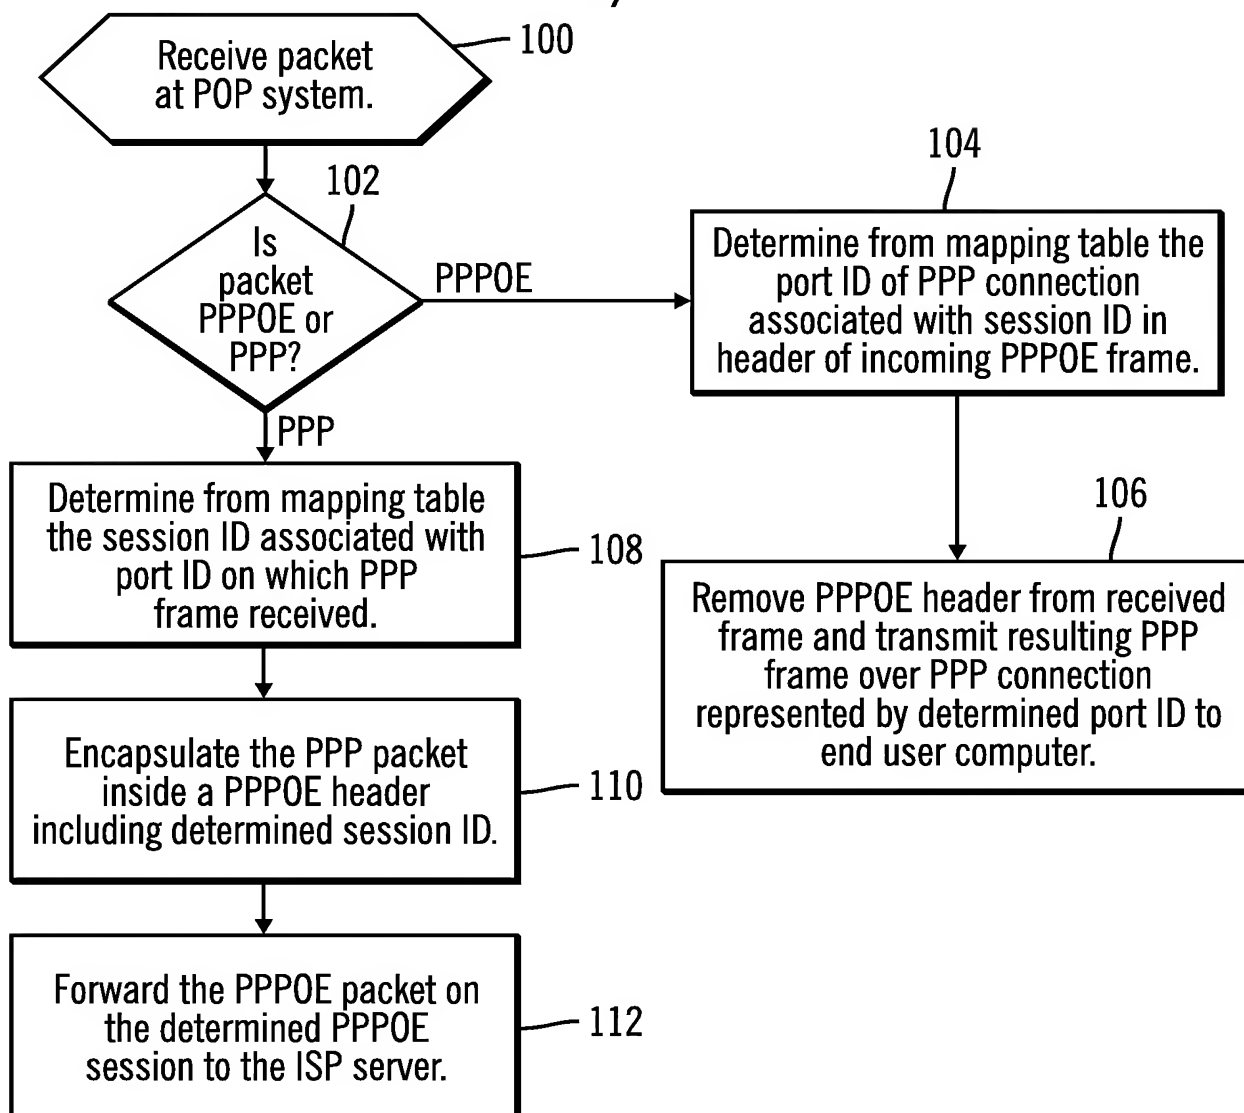 Receive packet
at POP system.
100
102
Is
packet
PPPOE or
PPP?
PPPOE
PPP
104
Determine from mapping table the
port ID of PPP connection
associated with session ID in
header of incoming PPPOE frame.
106
Remove PPPOE header from received
frame and transmit resulting PPP
frame over PPP connection
represented by determined port ID to
end user computer.
Determine from mapping table
the session ID associated with
port ID on which PPP
frame received.
108
Encapsulate the PPP packet
inside a PPPOE header
including determined session ID.
110
Forward the PPPOE packet on
the determined PPPOE
session to the ISP server.
112